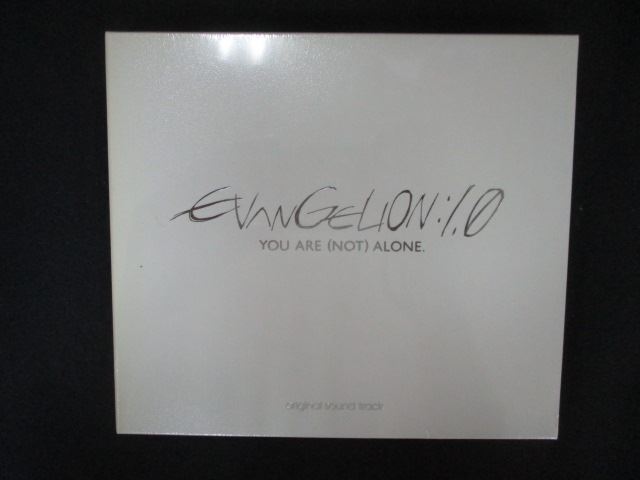 EVANGELION:1.0
YOU ARE (NOT) ALONE.
original sound track